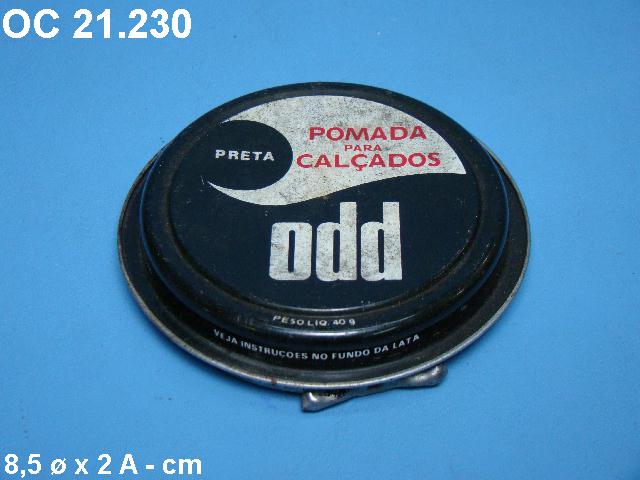 OC 21.230
POMADA
PARA
CALÇADOS
PRETA
odd
PESO LIQ. 40 g
VEJA INSTRUÇOES NO FUNDO DA LATA
8,5 ø x 2 A - cm